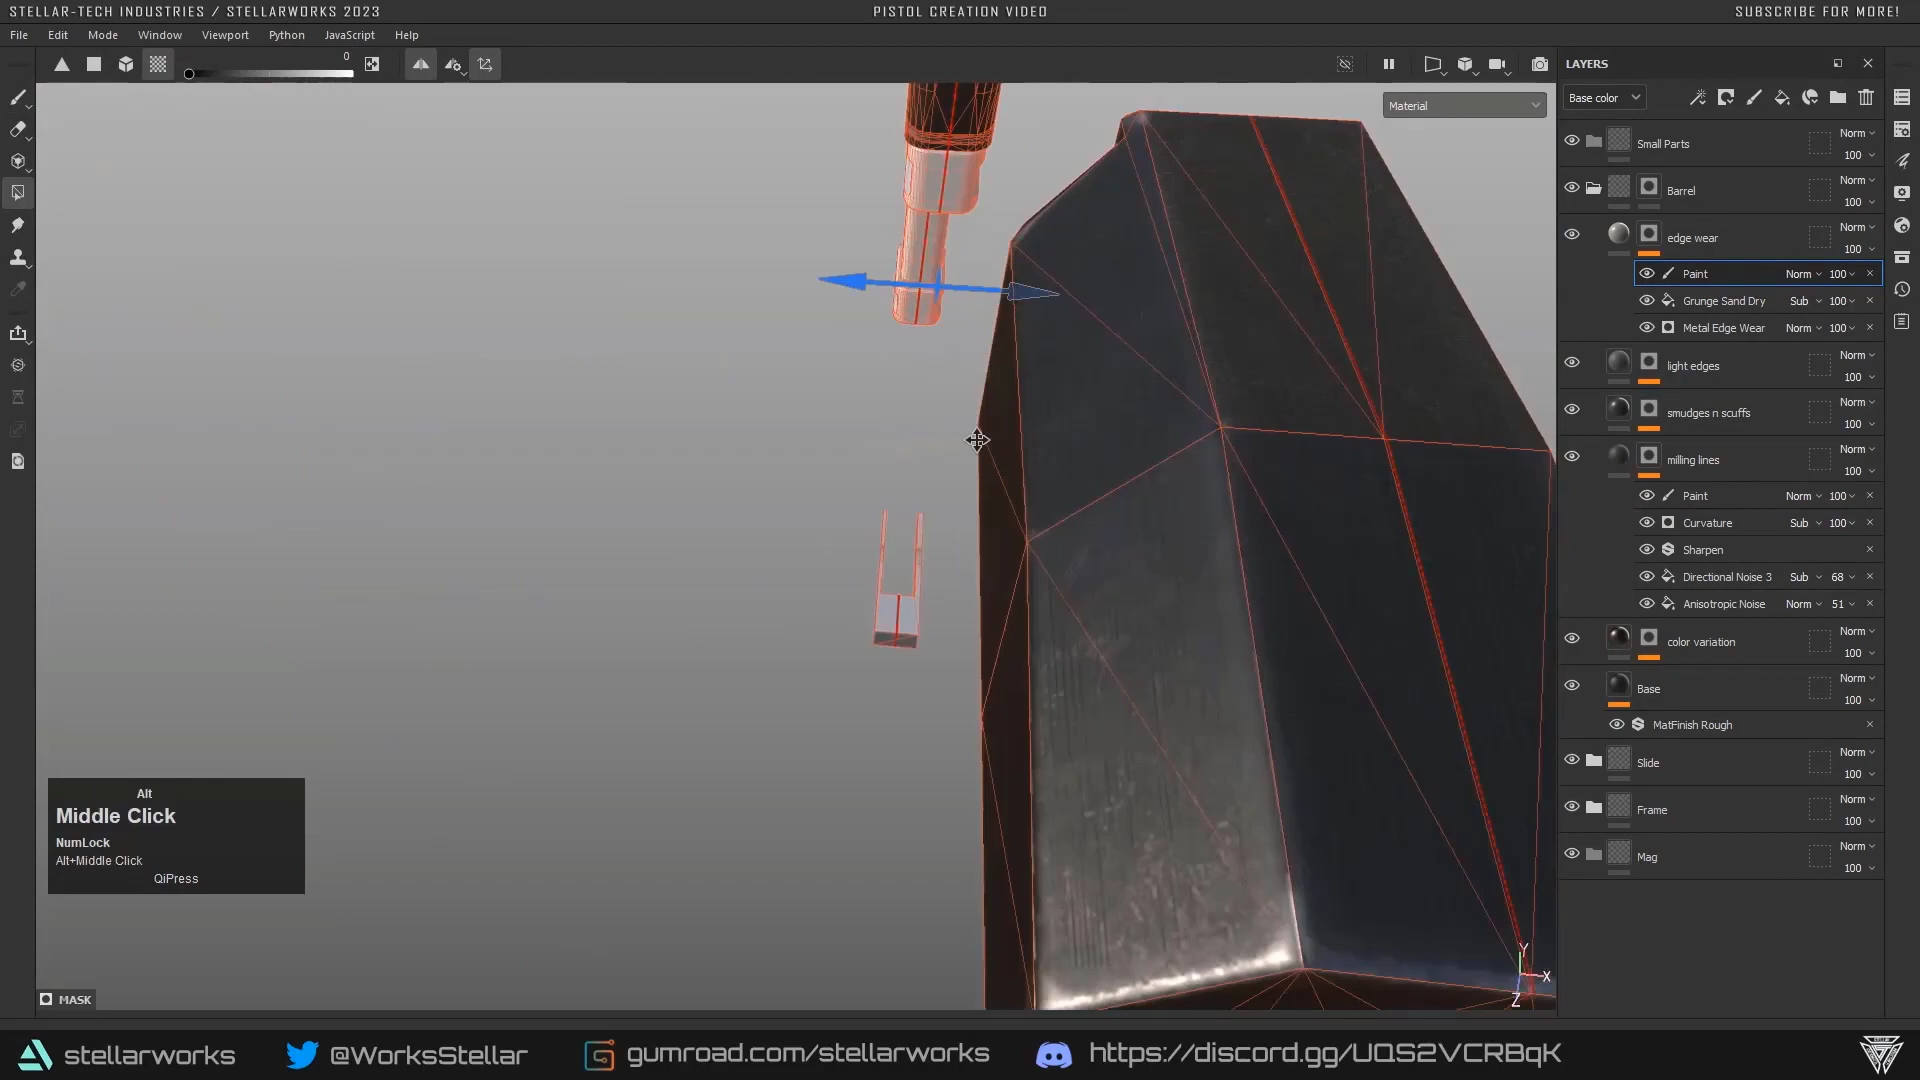 STELLAR-TECH INDUSTRIES / STELLARWORKS 2023
PISTOL CREATION VIDEO
SUBSCRIBE FOR MORE!
File Edit Mode Window Viewport Python JavaScript Help
0
LAYERS
Base color
Material
Small Parts Norm 100
Barrel Norm 100
edge wear Norm 100
Paint Norm 100
Grunge Sand Dry Sub 100
Metal Edge Wear Norm 100
light edges Norm 100
smudges n scuffs Norm 100
milling lines Norm 100
Paint Norm 100
Curvature Sub 100
Sharpen
Directional Noise 3 Sub 68
Anisotropic Noise Norm 51
color variation Norm 100
Base Norm 100
MatFinish Rough
Slide Norm 100
Frame Norm 100
Mag Norm 100
Alt
Middle Click
NumLock
Alt+Middle Click
QiPress
Y
X
Z
MASK
stellarworks
@WorksStellar
gumroad.com/stellarworks
https://discord.gg/UQS2VCRBqK